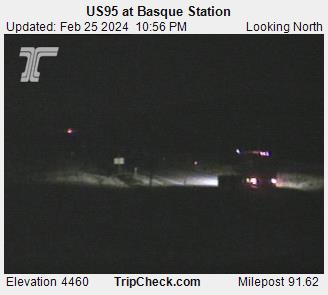 US95 at Basque Station
Updated: Feb 25 2024 10:56 PM Looking North
Elevation 4460 TripCheck.com Milepost 91.62